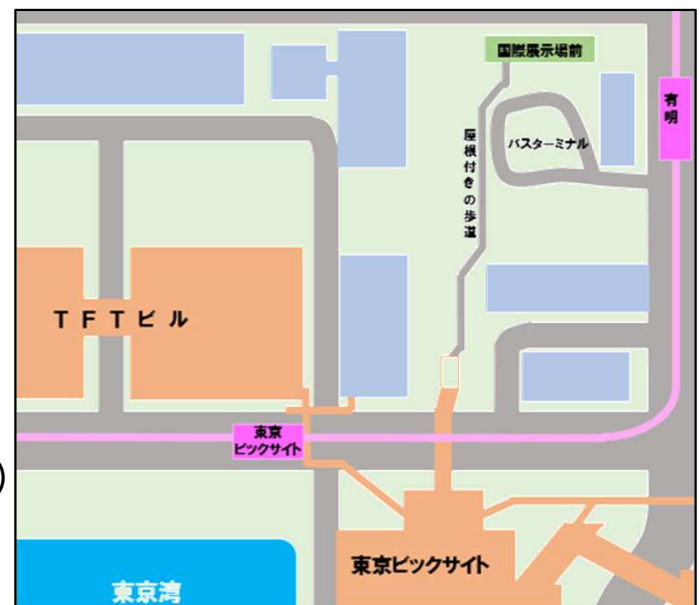 国際展示場前
有明
バスターミナル
屋根付きの歩道
TFTビル
東京
ビックサイト
)
東京ビックサイト
東京湾